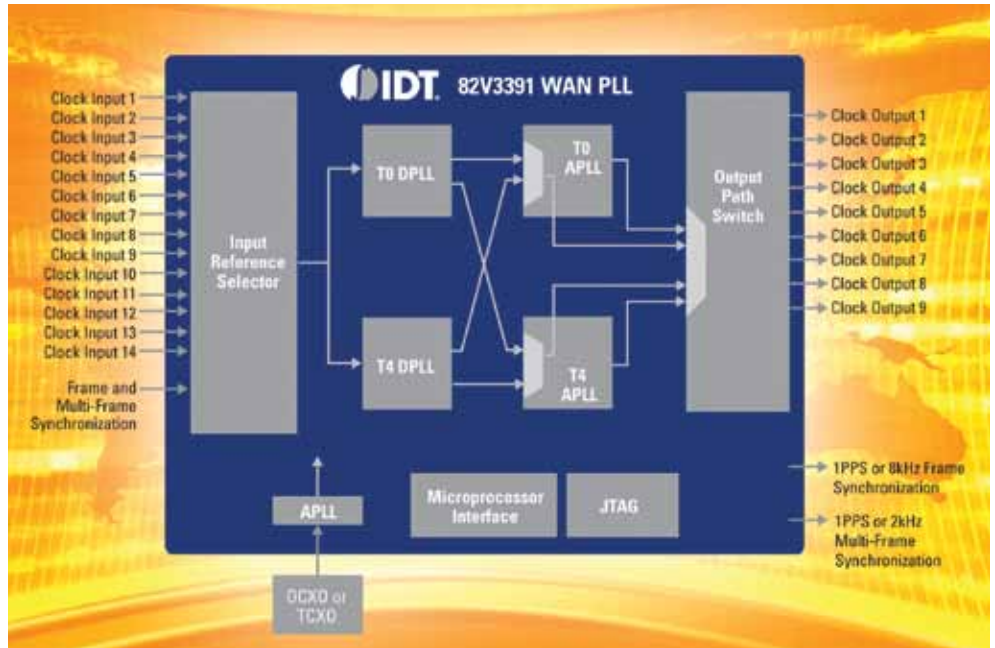 IDT. 82V3391 WAN PLL
Clock Input 1
Clock Input 2
Clock Input 3
Clock Input 4
Clock Input 5
Clock Input 6
Clock Input 7
Clock Input 8
Clock Input 9
Clock Input 10
Clock Input 11
Clock Input 12
Clock Input 13
Clock Input 14
Frame and
Multi-Frame
Synchronization
Input
Reference
Selector
T0 DPLL
T4 DPLL
T0
APLL
T4
APLL
Output
Path
Switch
Clock Output 1
Clock Output 2
Clock Output 3
Clock Output 4
Clock Output 5
Clock Output 6
Clock Output 7
Clock Output 8
Clock Output 9
1PPS or 8kHz Frame
Synchronization
1PPS or 2kHz
Multi-Frame
Synchronization
APLL
Microprocessor
Interface
JTAG
OCXO or
TCXO